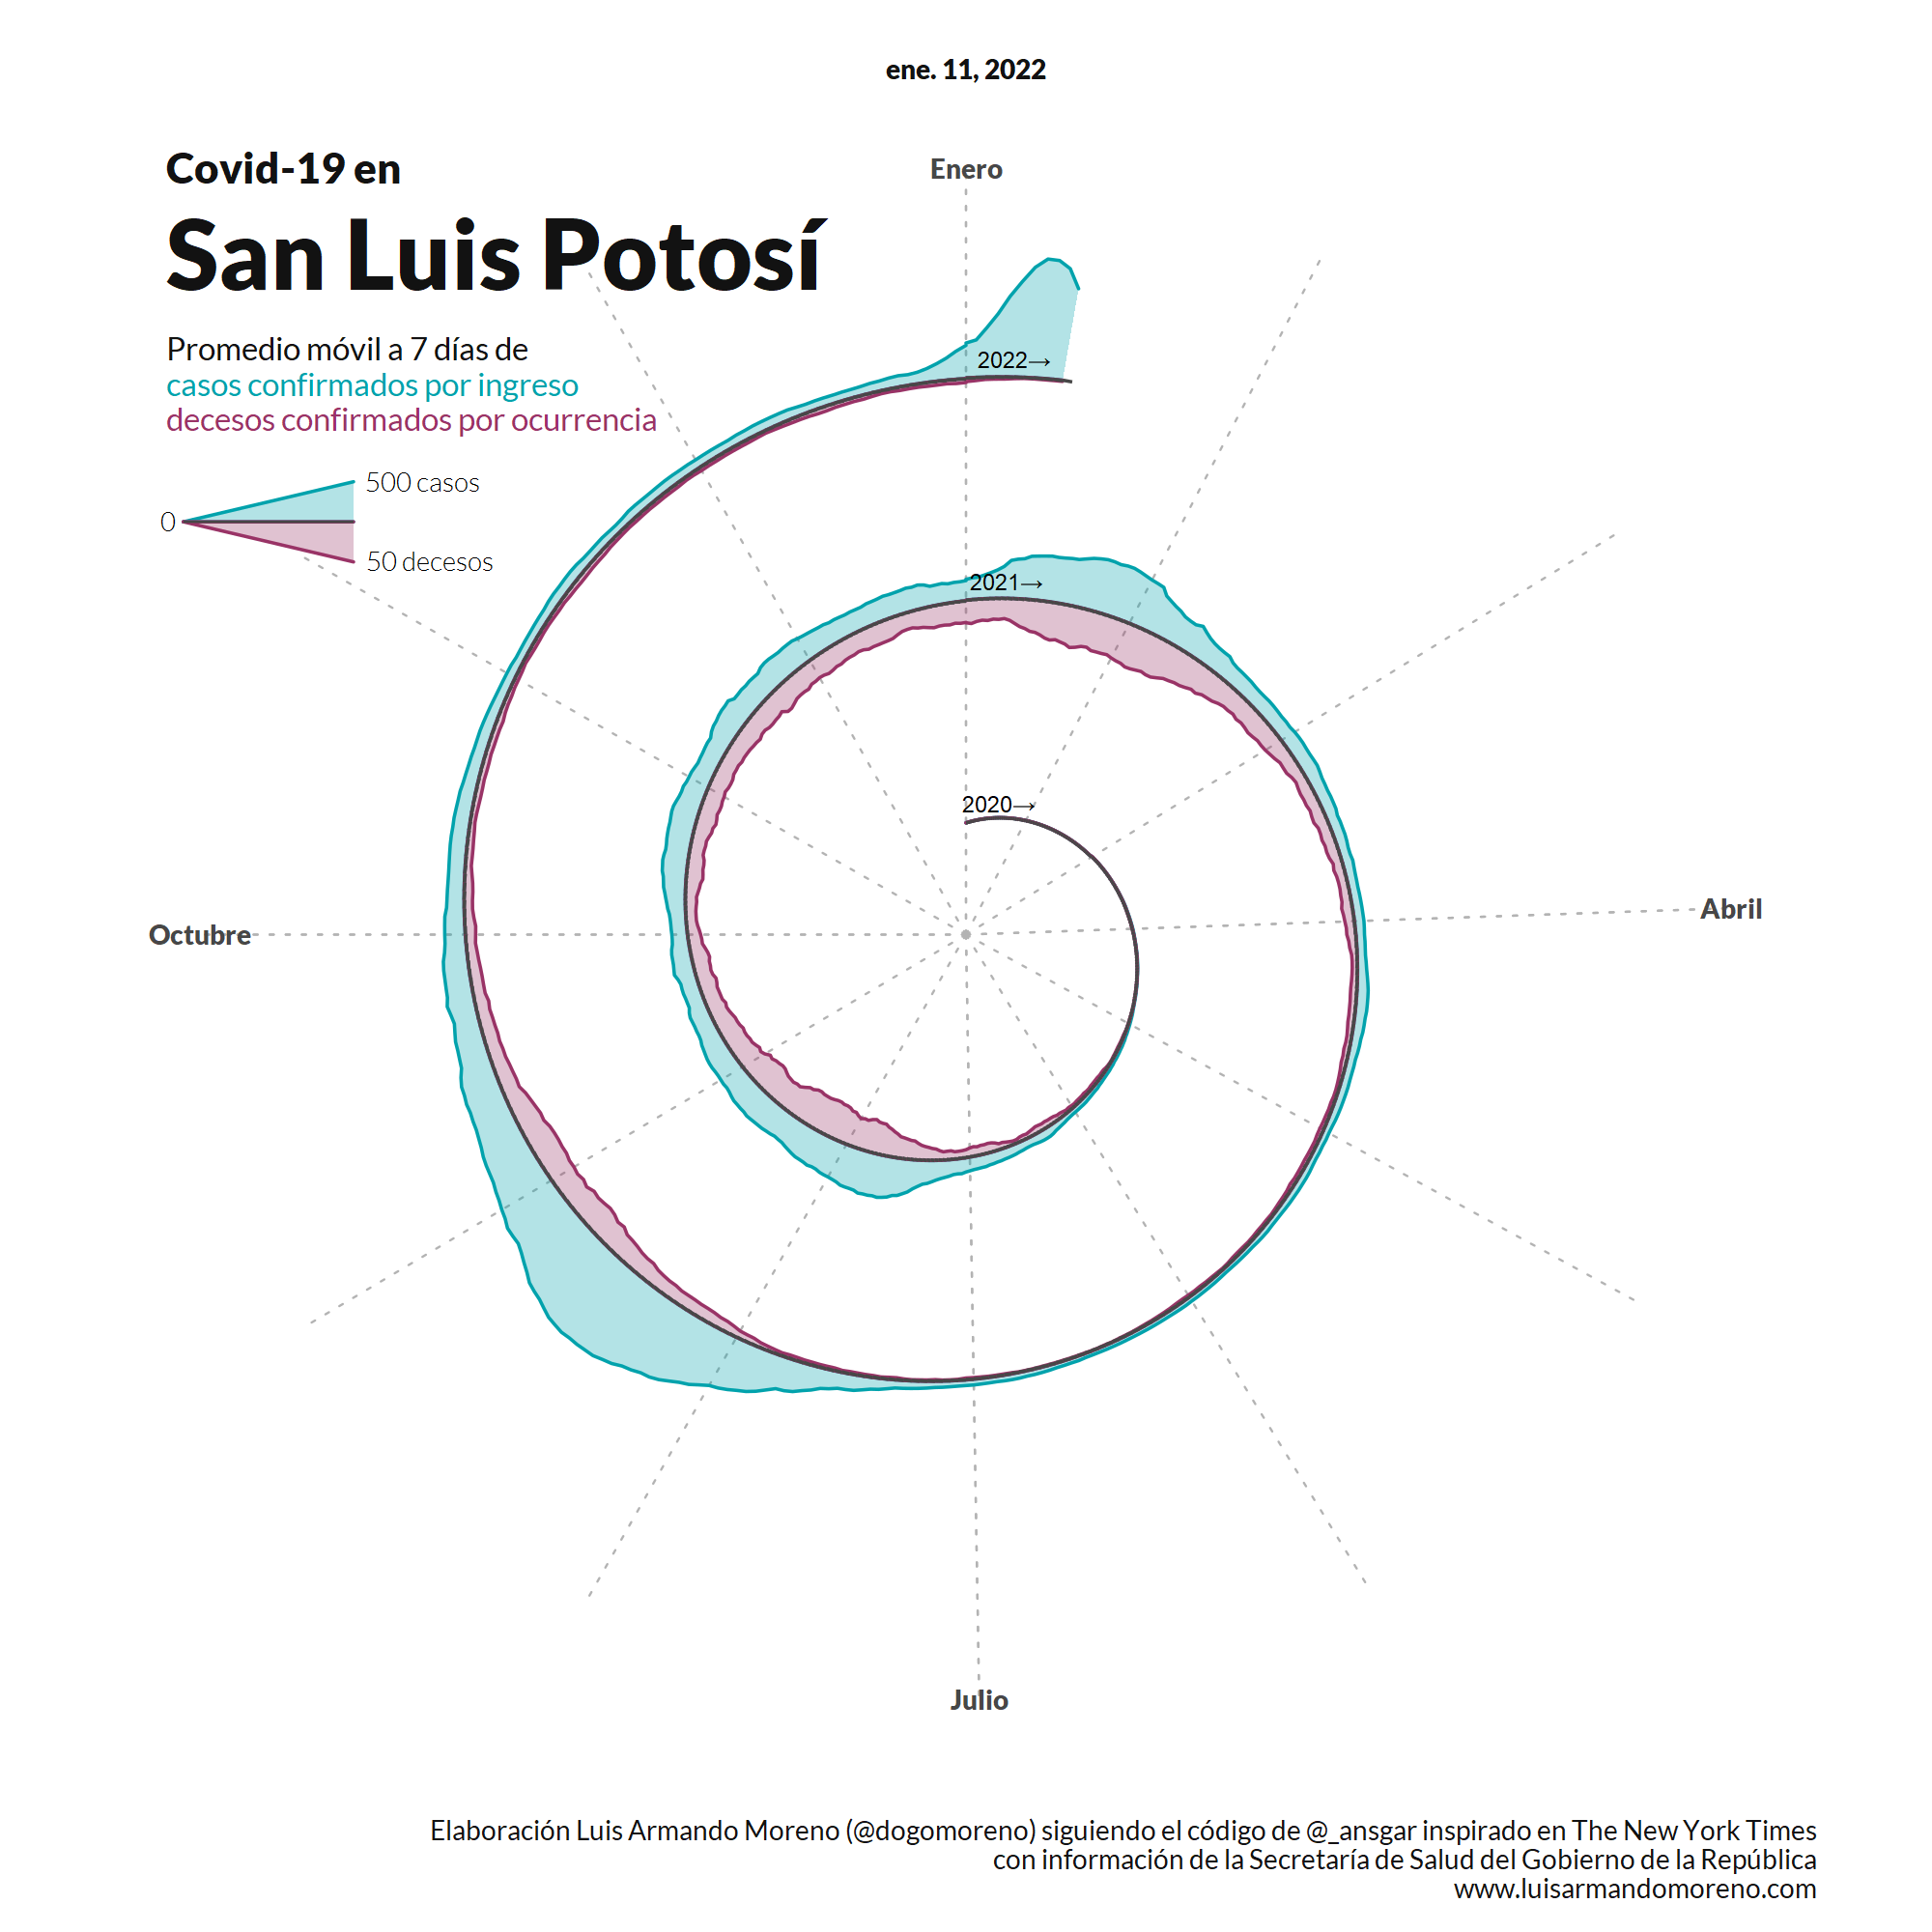 ene. 11, 2022
Covid-19 en
San Luis Potosí
Promedio móvil a 7 días de
casos confirmados por ingreso
decesos confirmados por ocurrencia
500 casos
0
50 decesos
Enero
2022→
2021→
2020→
Abril
Octubre
Julio
Elaboración Luis Armando Moreno (@dogomoreno) siguiendo el código de @_ansgar inspirado en The New York Times
con información de la Secretaría de Salud del Gobierno de la República
www.luisarmandomoreno.com